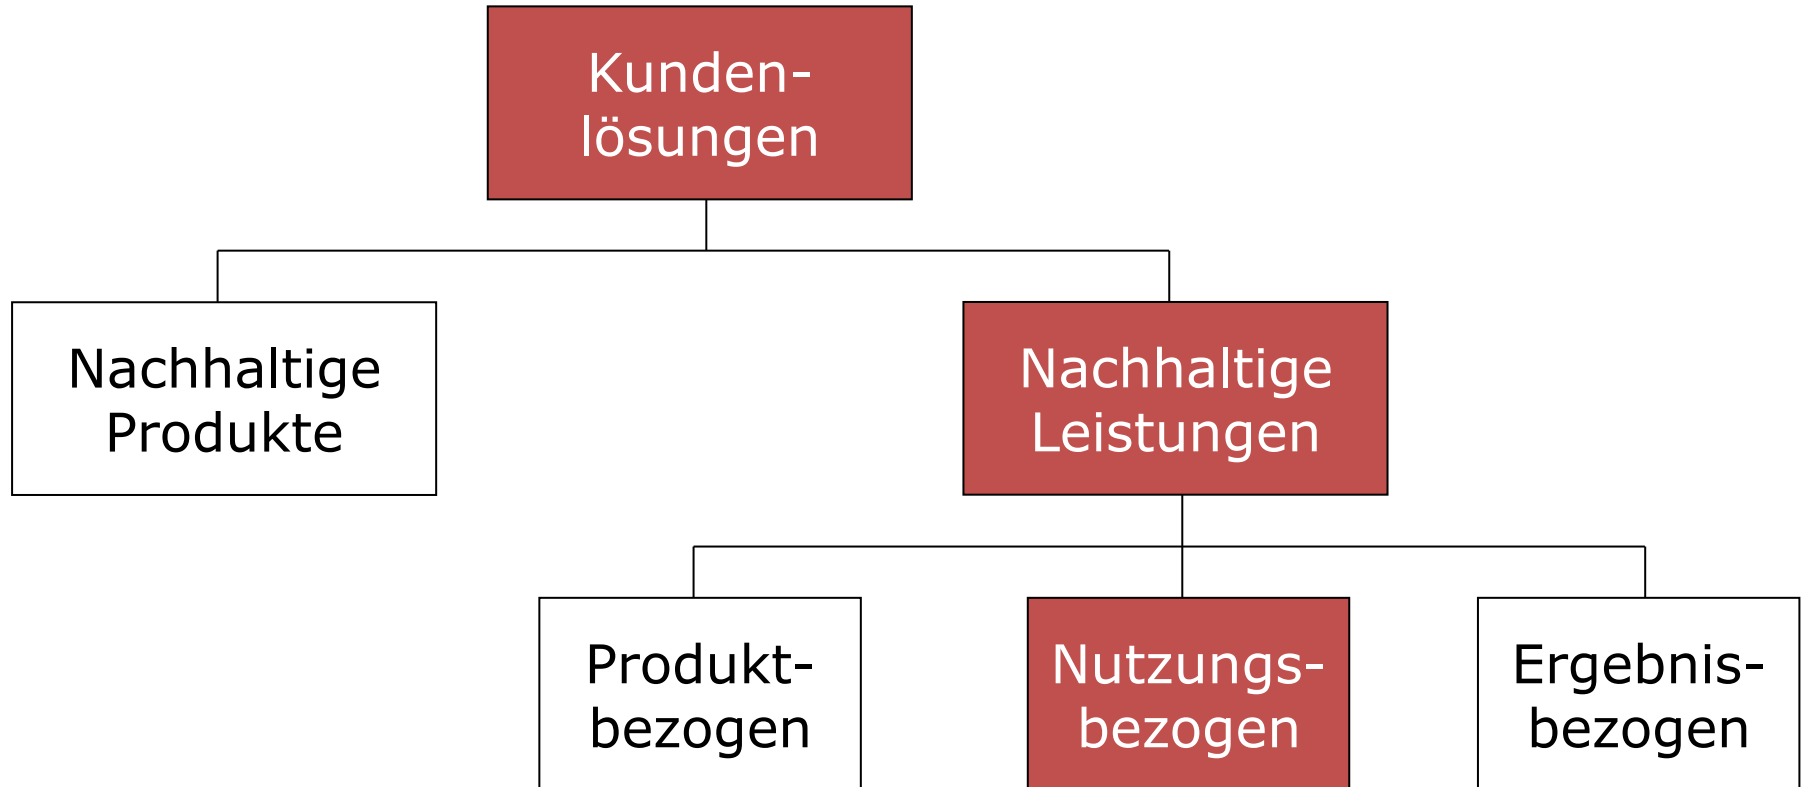 Kunden-
lösungen
Nachhaltige
Produkte
Nachhaltige
Leistungen
Produkt-
bezogen
Nutzungs-
bezogen
Ergebnis-
bezogen